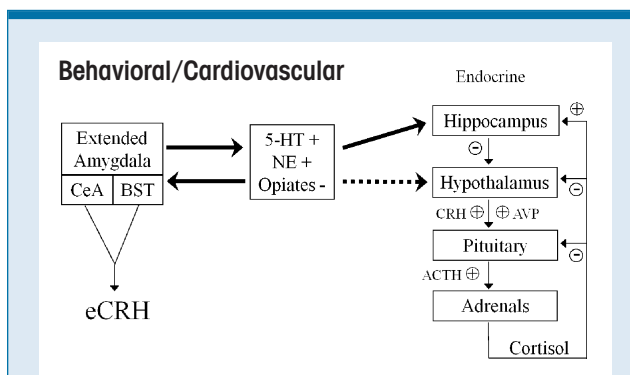 Behavioral/Cardiovascular
Endocrine
Extended
Amygdala
CeA BST
eCRH
5-HT +
NE +
Opiates -
Hippocampus
⊕
⊖
Hypothalamus
⊖
CRH ⊕ ⊕ AVP
Pituitary
⊖
ACTH ⊕
Adrenals
Cortisol